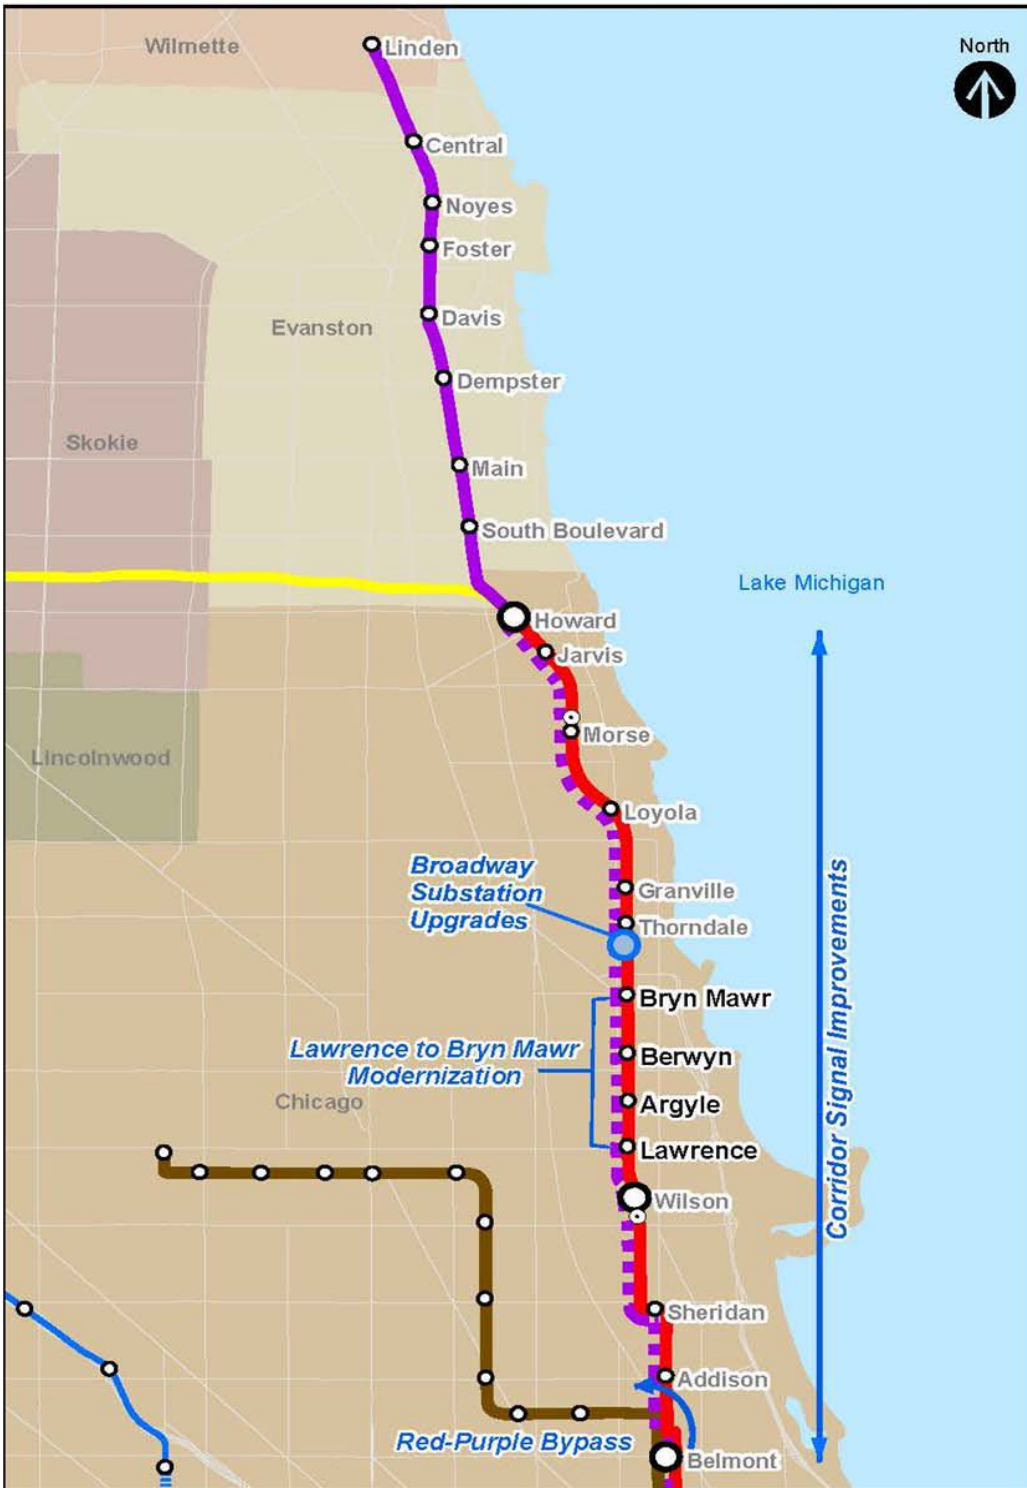 Wilmette
Linden
North
Central
Noyes
Foster
Davis
Evanston
Dempster
Skokie
Main
South Boulevard
Lake Michigan
Howard
Jarvis
Morse
Lincolnwood
Loyola
Broadway
Substation
Upgrades
Granville
Thorndale
Bryn Mawr
Lawrence to Bryn Mawr
Modernization
Berwyn
Chicago
Argyle
Lawrence
Corridor Signal Improvements
Wilson
Sheridan
Addison
Red-Purple Bypass
Belmont